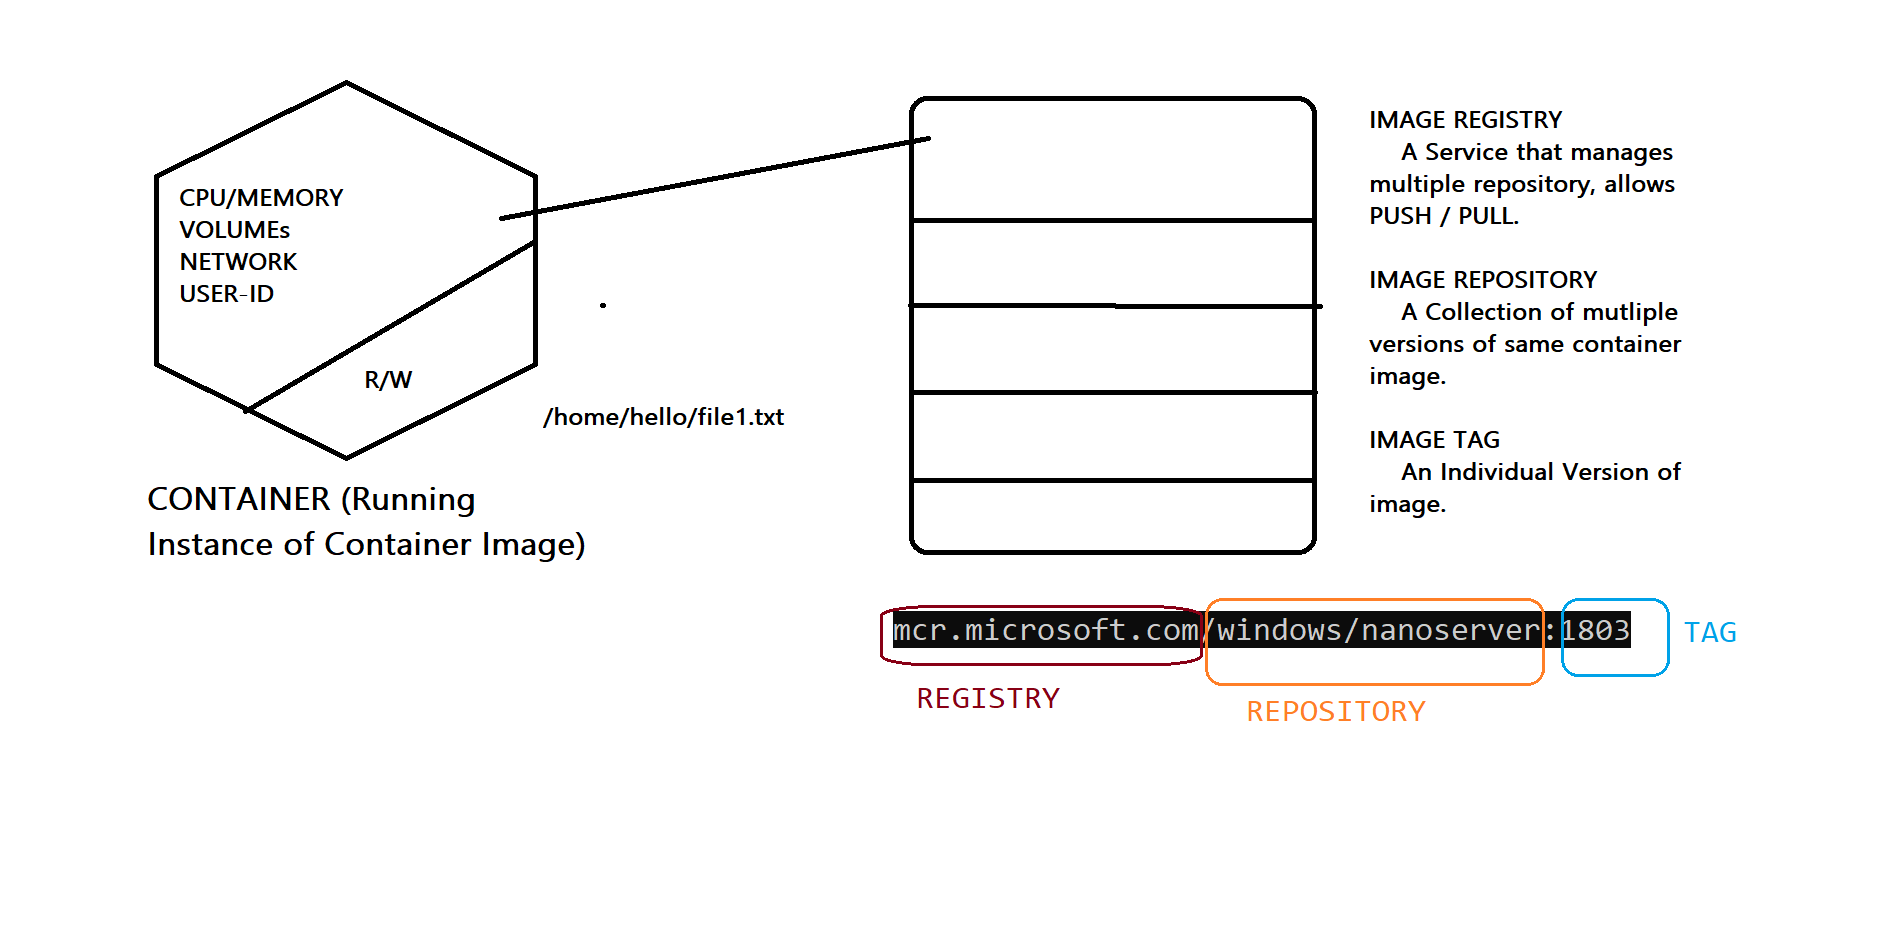 CPU/MEMORY
VOLUMEs
NETWORK
USER-ID
R/W
/home/hello/file1.txt
CONTAINER (Running
Instance of Container Image)
IMAGE REGISTRY
A Service that manages
multiple repository, allows
PUSH / PULL.
IMAGE REPOSITORY
A Collection of mutliple
versions of same container
image.
IMAGE TAG
An Individual Version of
image.
mcr.microsoft.com/windows/nanoserver:1803
TAG
REGISTRY
REPOSITORY